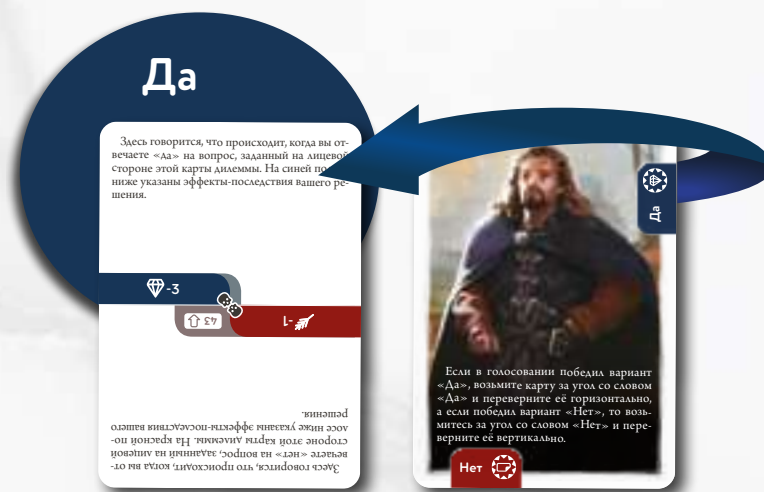 Да
Здесь говорится, что происходит, когда вы от-
вечаете «да» на вопрос, заданный на лицевой
стороне этой карты дилеммы. На синей
ниже указаны эффекты-последствия вашего ре-
шения.
-3
-1
43
Здесь говорится, что происходит, когда вы от-
вечаете «нет» на вопрос, заданный на лицевой
стороне этой карты дилеммы. На красной по-
лосе ниже указаны эффекты-последствия вашего
решения.
Да
Если в голосовании победил вариант
«Да», возьмите карту за угол со словом
«Да» и переверните её горизонтально,
а если победил вариант «Нет», то возь-
митесь за угол со словом «Нет» и пере-
верните её вертикально.
Нет